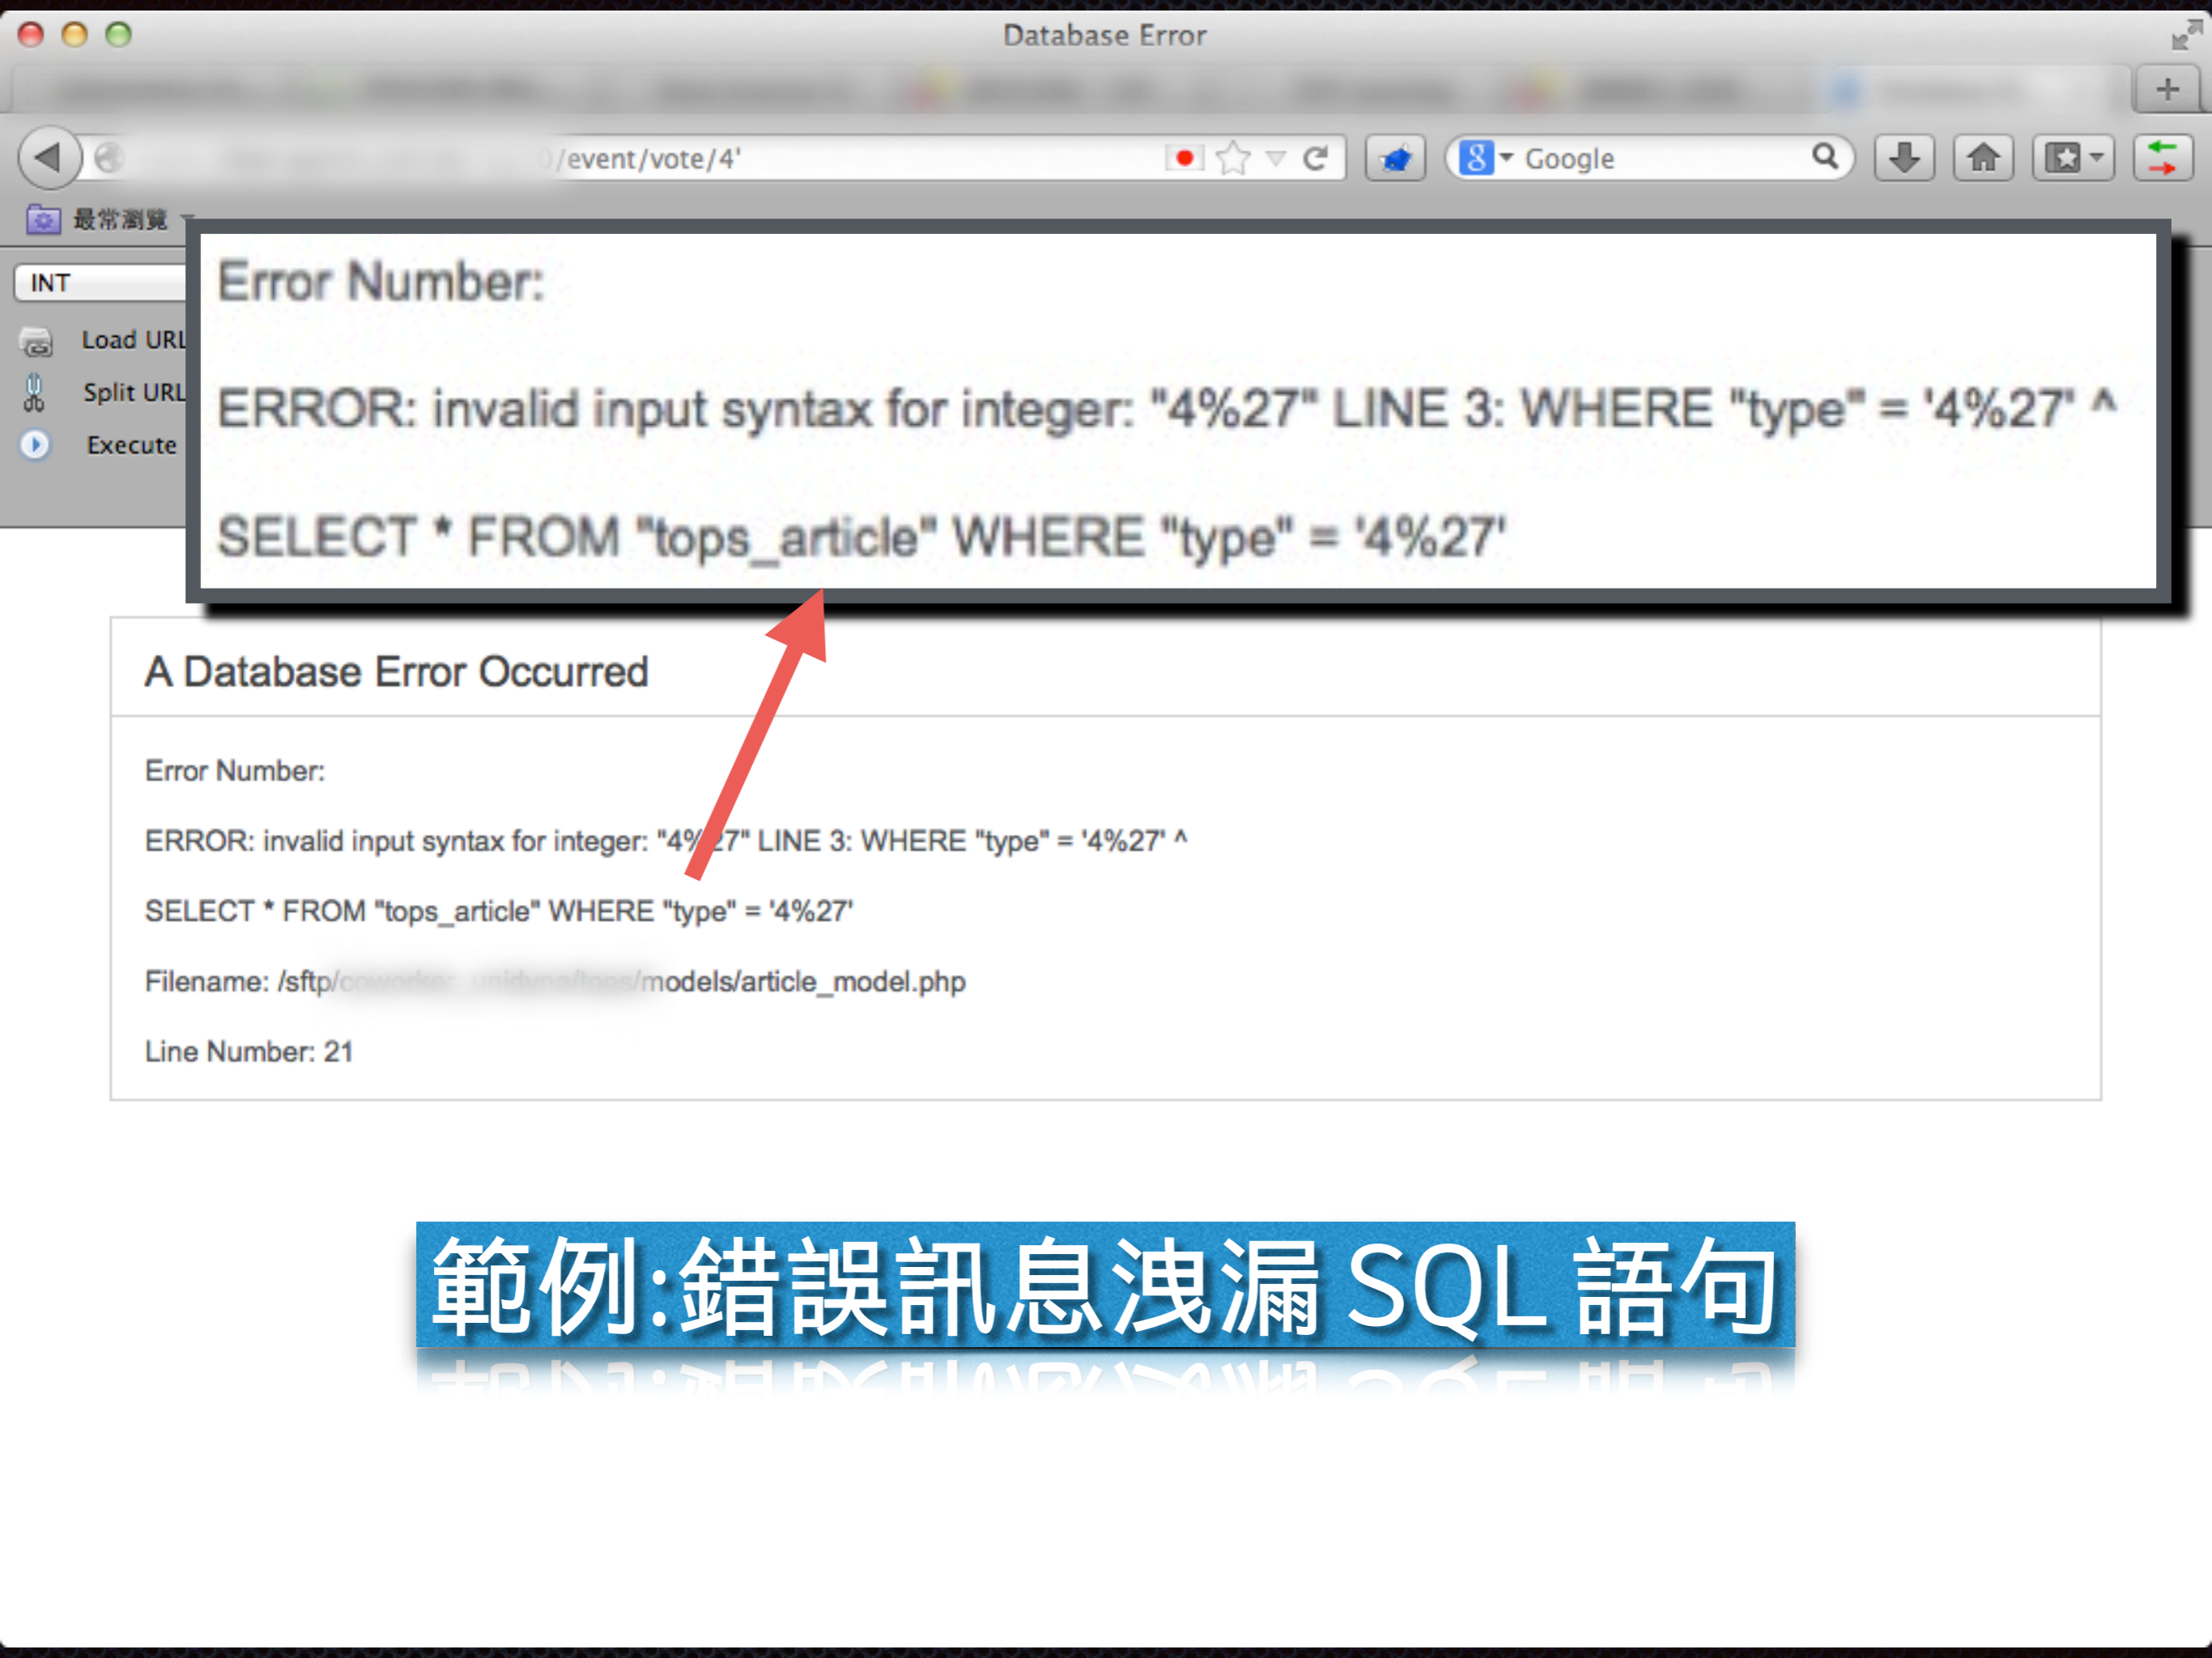 Database Error
/event/vote/4'
Google
最常瀏覽
INT
Load URL
Split URL
Execute
Error Number:
ERROR: invalid input syntax for integer: "4%27" LINE 3: WHERE "type" = '4%27' ^
SELECT * FROM "tops_article" WHERE "type" = '4%27'
A Database Error Occurred
Error Number:
ERROR: invalid input syntax for integer: "4%27" LINE 3: WHERE "type" = '4%27' ^
SELECT * FROM "tops_article" WHERE "type" = '4%27'
Filename: /sftp/ models/article_model.php
Line Number: 21
範例:錯誤訊息洩漏 SQL 語句